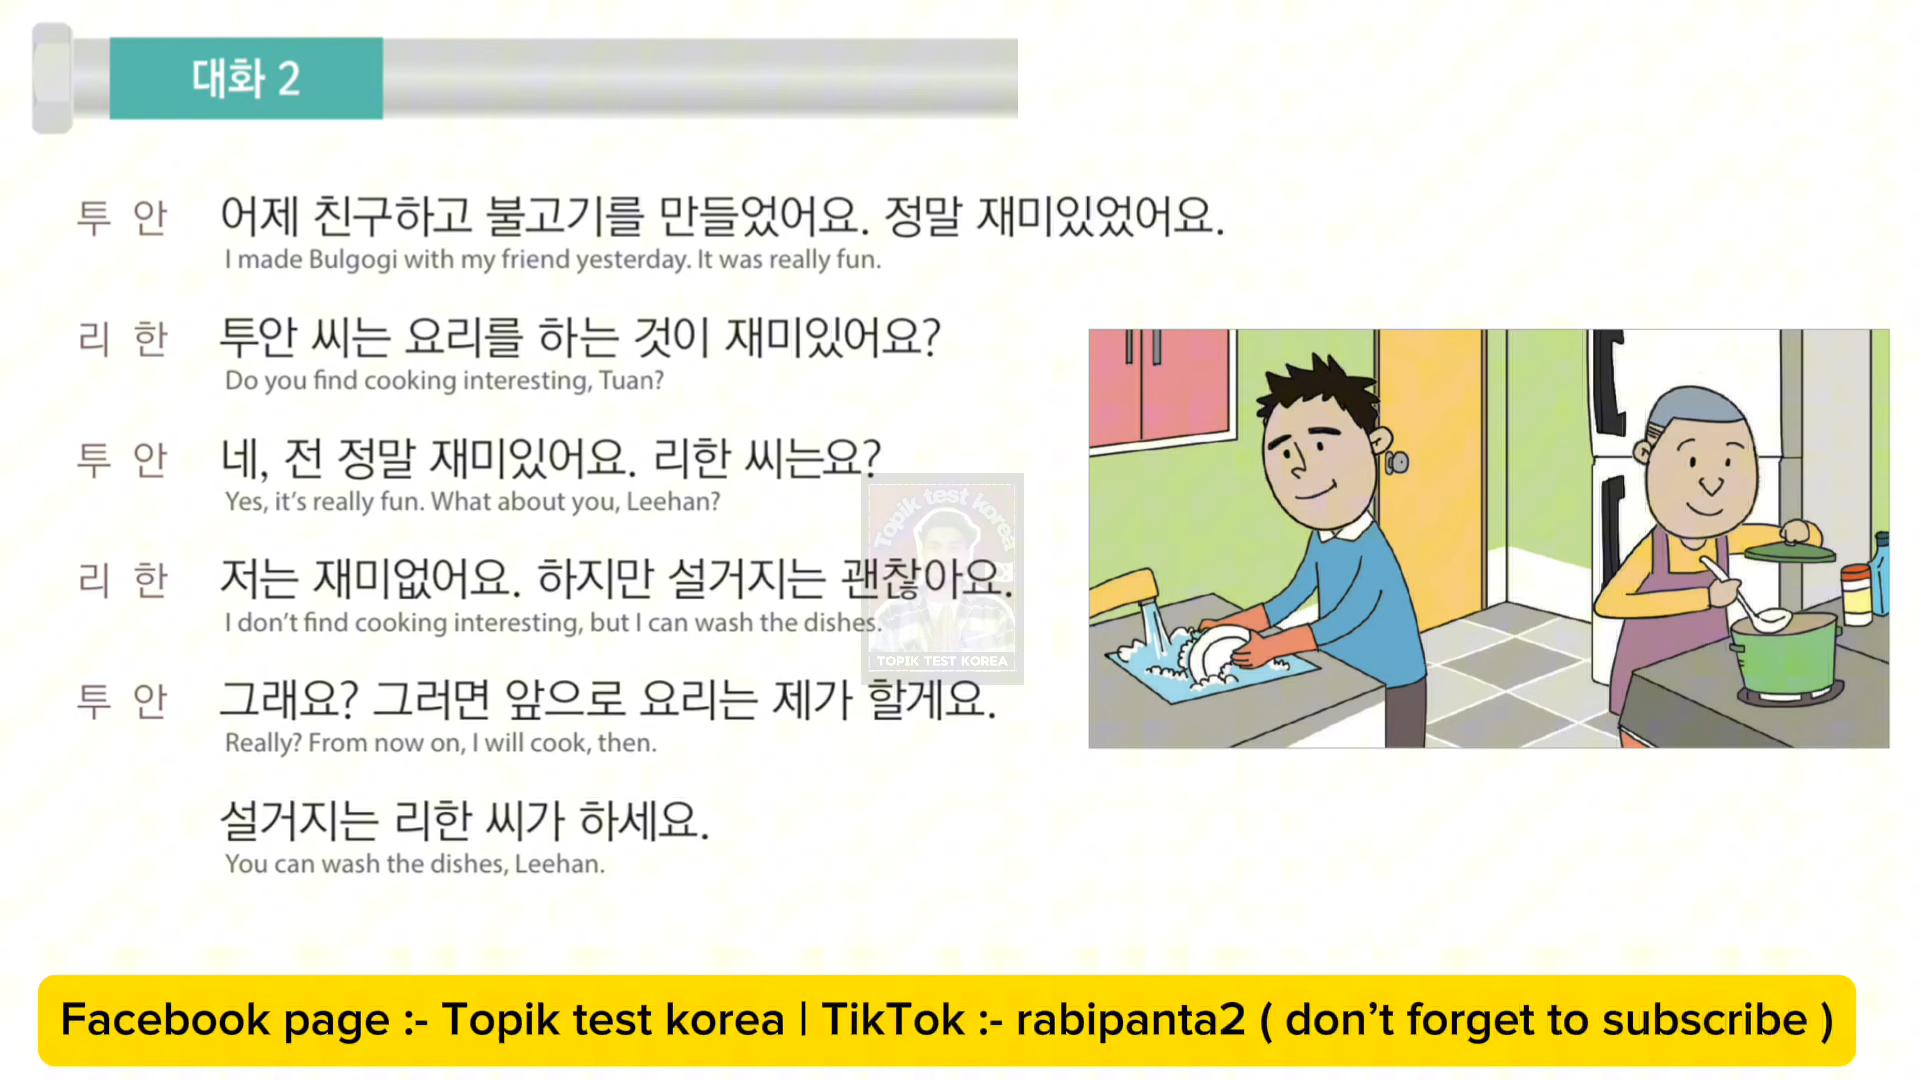 대화 2
투 안 어제 친구하고 불고기를 만들었어요. 정말 재미있었어요.
I made Bulgogi with my friend yesterday. It was really fun.
리 한 투안 씨는 요리를 하는 것이 재미있어요?
Do you find cooking interesting, Tuan?
투 안 네, 전 정말 재미있어요. 리한 씨는요?
Yes, it's really fun. What about you, Leehan?
리 한 저는 재미없어요. 하지만 설거지는 괜찮아요.
I don't find cooking interesting, but I can wash the dishes.
투 안 그래요? 그러면 앞으로 요리는 제가 할게요.
Really? From now on, I will cook, then.
설거지는 리한 씨가 하세요.
You can wash the dishes, Leehan.
Topik test korea
TOPIK TEST KOREA
Facebook page :- Topik test korea | TikTok :- rabipanta2 ( don't forget to subscribe )